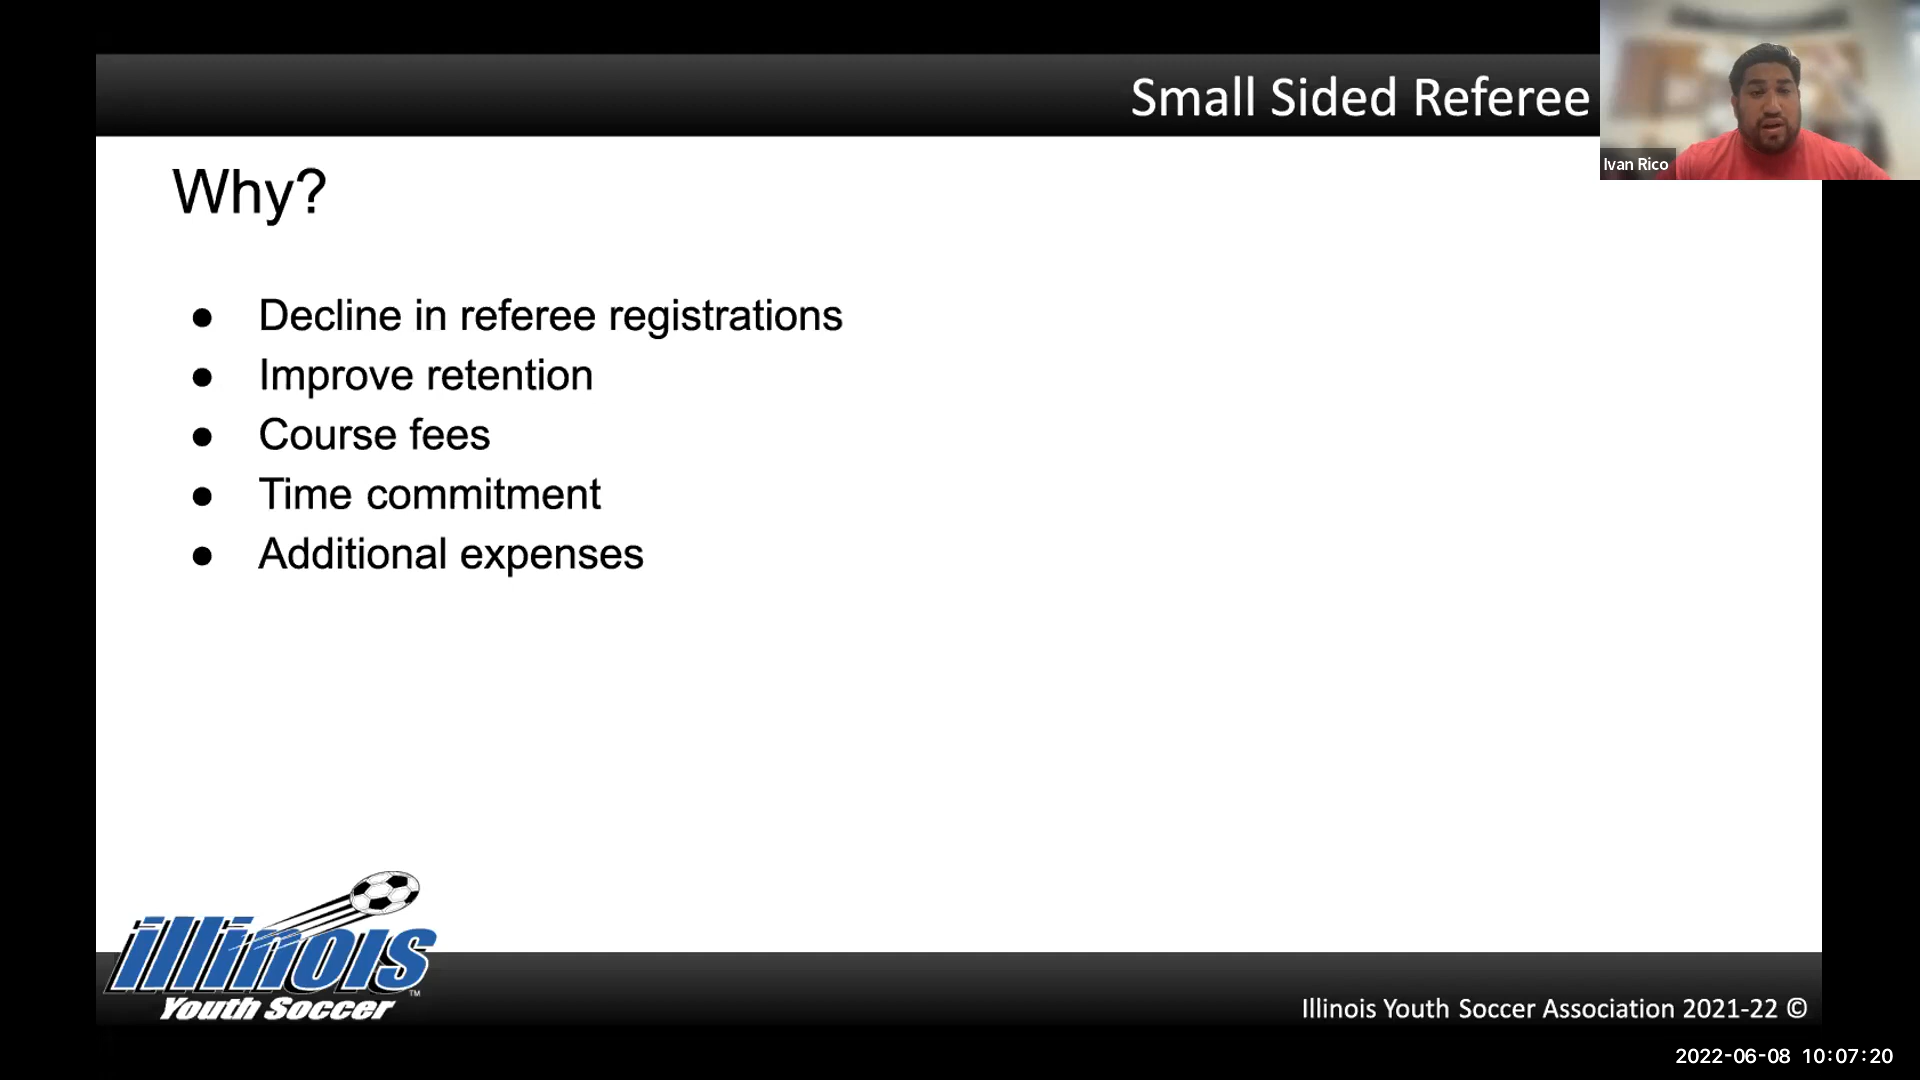 Small Sided Referee
Ivan Rico
Why?
● Decline in referee registrations
● Improve retention
● Course fees
● Time commitment
● Additional expenses
illinois
Youth Soccer
™
Illinois Youth Soccer Association 2021-22 ©
2022-06-08 10:07:20